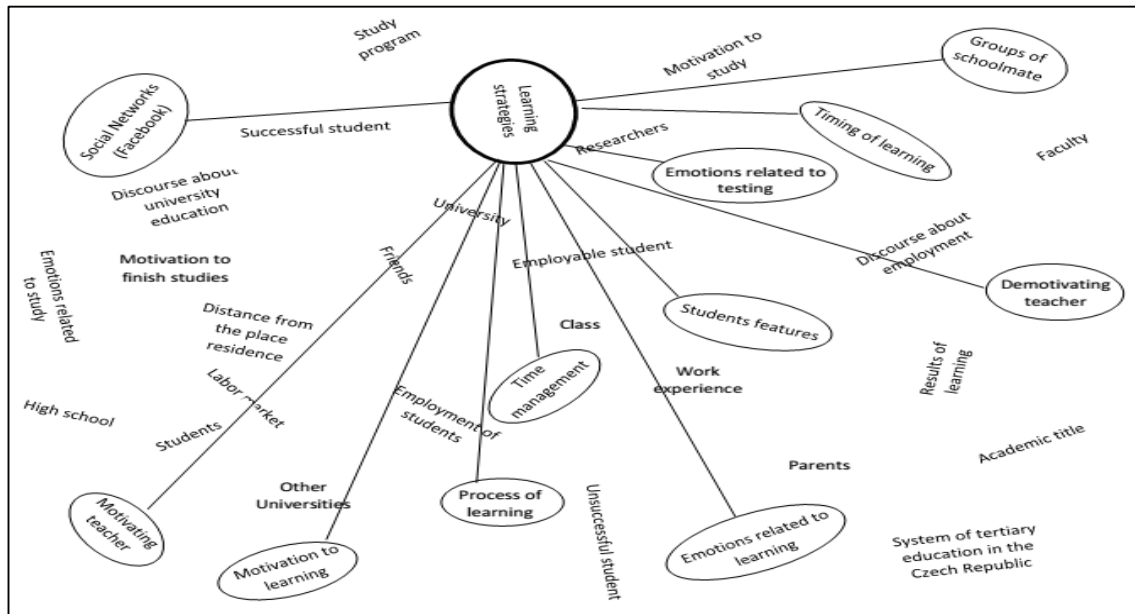 Study
program
Motivation to
study
Groups of
schoolmate
Learning
strategies
Social Networks
(Facebook)
Successful student
Researchers
Timing of learning
Faculty
Emotions related to
testing
Discourse about
university
education
University
Friends
Employable student
Discourse about
employment
Motivation to
finish studies
Emotions related
to study
Demotivating
teacher
Distance from
the place
residence
Class
Students features
Time
management
Work
experience
Results of
learning
Labor market
High school
Students
Employment of
students
Academic title
Parents
Other
Universities
Process of
learning
Unsuccessful student
Motivating
teacher
Motivation to
learning
Emotions related to
learning
System of tertiary
education in the
Czech Republic